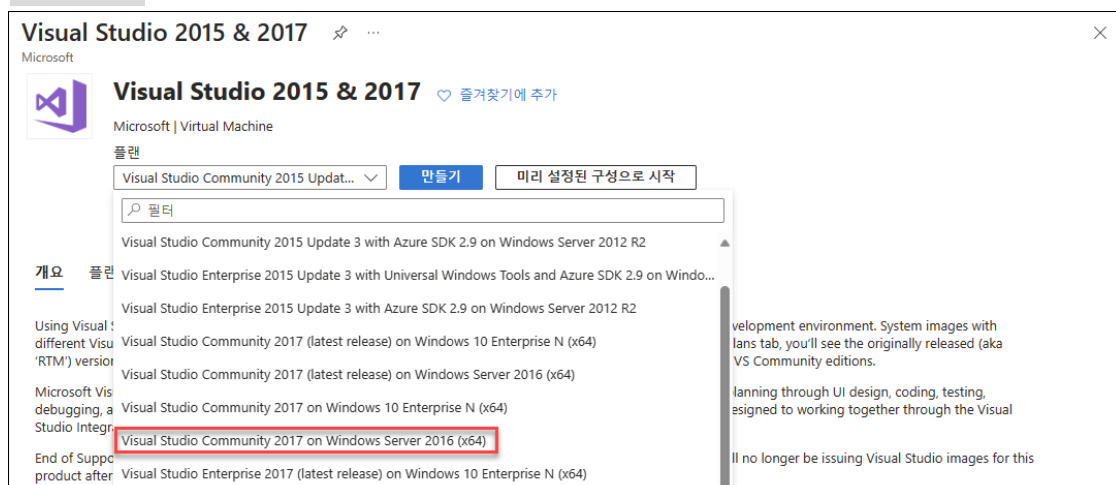 Visual Studio 2015 & 2017
Microsoft
Visual Studio 2015 & 2017
즐겨찾기에 추가
Microsoft | Virtual Machine
플랜
Visual Studio Community 2015 Updat...
만들기
미리 설정된 구성으로 시작
필터
Visual Studio Community 2015 Update 3 with Azure SDK 2.9 on Windows Server 2012 R2
개요
Visual Studio Enterprise 2015 Update 3 with Universal Windows Tools and Azure SDK 2.9 on Windo...
Visual Studio Enterprise 2015 Update 3 with Azure SDK 2.9 on Windows Server 2012 R2
Using Visual
velopment environment. System images with
different Visu
Visual Studio Community 2017 (latest release) on Windows 10 Enterprise N (x64)
lans tab, you'll see the originally released (aka
'RTM') version
VS Community editions.
Visual Studio Community 2017 (latest release) on Windows Server 2016 (x64)
Microsoft Vis
lanning through UI design, coding, testing,
debugging, a
Visual Studio Community 2017 on Windows 10 Enterprise N (x64)
esigned to working together through the Visual
Studio Integr
Visual Studio Community 2017 on Windows Server 2016 (x64)
End of Suppo
ll no longer be issuing Visual Studio images for this
product after
Visual Studio Enterprise 2017 (latest release) on Windows 10 Enterprise N (x64)